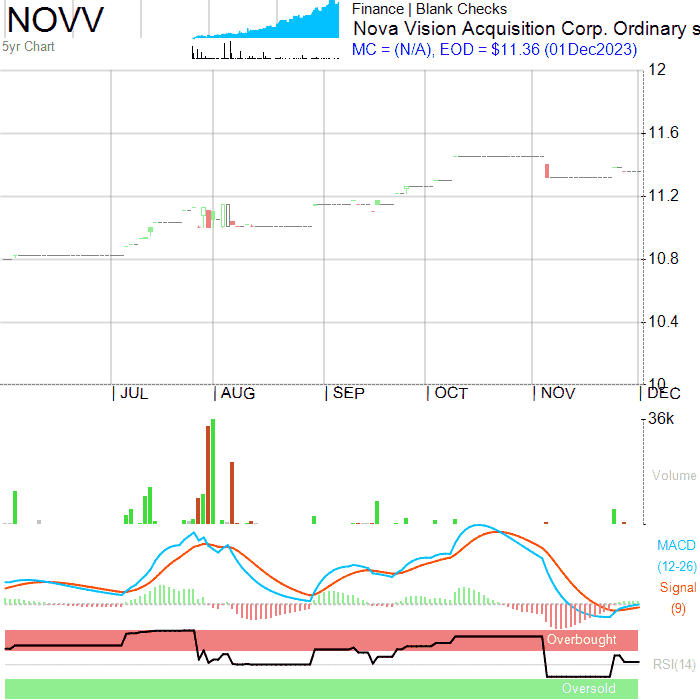 NOVV
5yr Chart
Finance | Blank Checks
Nova Vision Acquisition Corp. Ordinary s
MC = (N/A), EOD = $11.36 (01Dec2023)
12
11.6
11.2
10.8
10.4
10
JUL
AUG
SEP
OCT
NOV
DEC
36k
Volume
MACD
(12-26)
Signal
(9)
Overbought
RSI(14)
Oversold